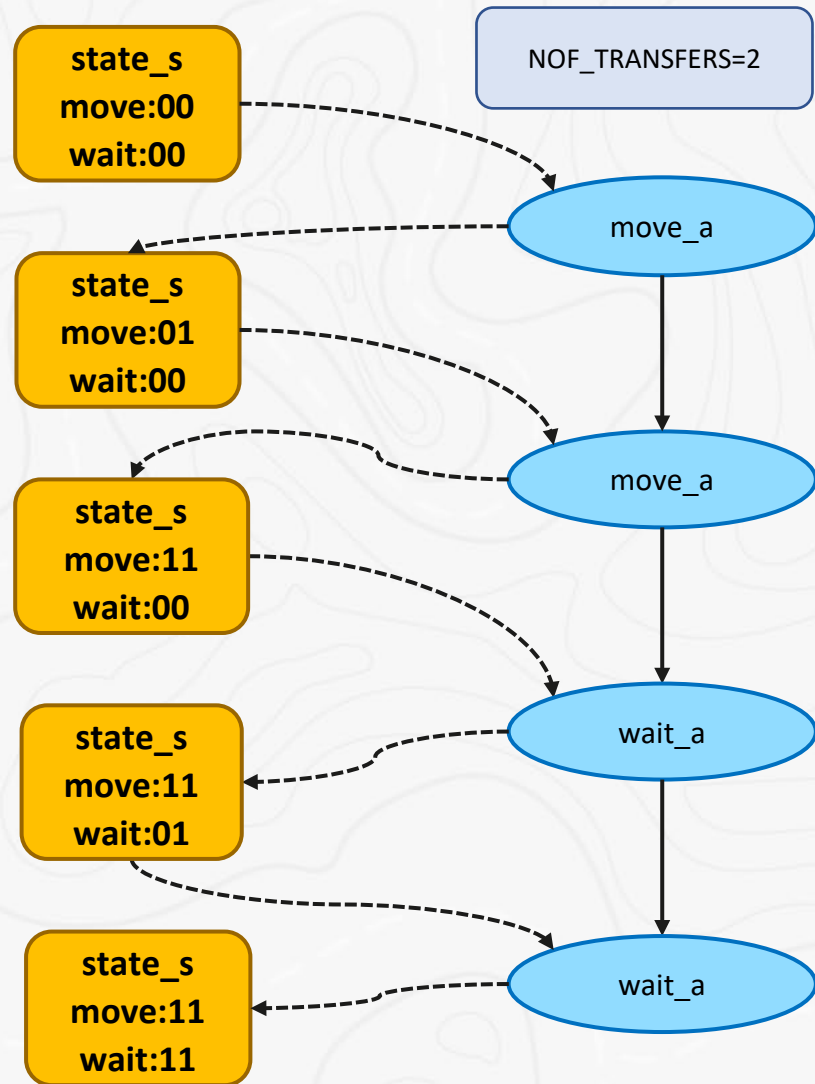 state_s
move:00
wait:00
NOF_TRANSFERS=2
move_a
state_s
move:01
wait:00
move_a
state_s
move:11
wait:00
wait_a
state_s
move:11
wait:01
wait_a
state_s
move:11
wait:11